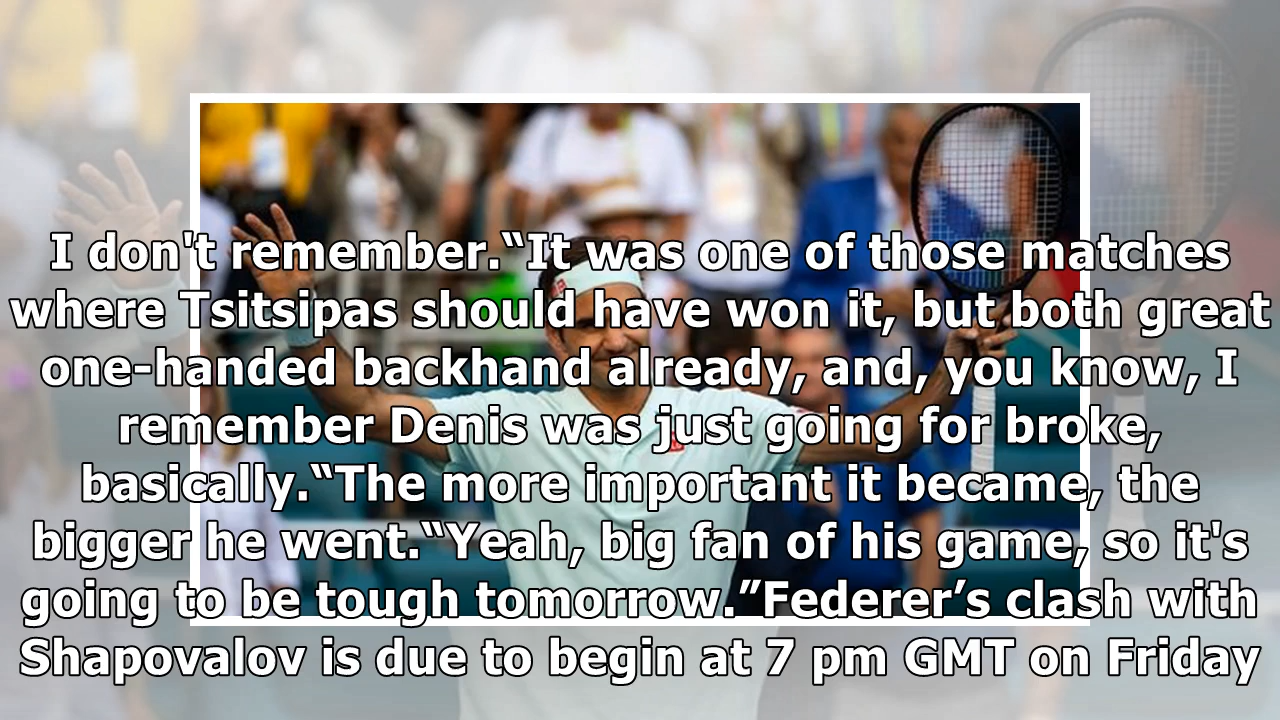 I don't remember.“It was one of those matches
where Tsitsipas should have won it, but both great
one-handed backhand already, and, you know, I
remember Denis was just going for broke,
basically.“The more important it became, the
bigger he went.“Yeah, big fan of his game, so it's
going to be tough tomorrow.”Federer’s clash with
Shapovalov is due to begin at 7 pm GMT on Friday